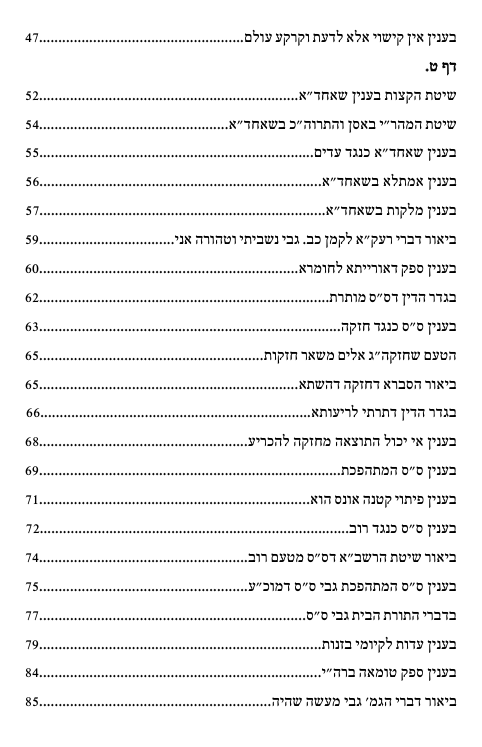 בענין אין קישוי אלא לדעת וקרקע עולם......................................................47
דף ט.
שיטת הקצות בענין שאחד״א......................................................52
שיטת המהר״י באסן והתרוה״כ בשאחד״א......................................................54
בענין שאחד״א כנגד עדים......................................................55
בענין אמתלא בשאחד״א......................................................56
בענין מלקות בשאחד״א......................................................57
ביאור דברי רעק״א לקמן כב. גבי נשביתי וטהורה אני...................................59
בענין ספק דאורייתא לחומרא......................................................60
בגדר הדין דס״ס מותרת......................................................62
בענין ס״ס כנגד חזקה......................................................63
הטעם שחזקה״ג אלים משאר חזקות......................................................65
ביאור הסברא דחזקה דהשתא......................................................65
בגדר הדין דתרתי לריעותא......................................................66
בענין אי יכול התוצאה מחזקה להכריע......................................................68
בענין ס״ס המתהפכת......................................................69
בענין פיתוי קטנה אונס הוא......................................................71
בענין ס״ס כנגד רוב......................................................72
ביאור שיטת הרשב״א דס״ס מטעם רוב......................................................74
בענין ס״ס המתהפכת גבי ס״ס דמוכ״ע......................................................75
בדברי התורת הבית גבי ס״ס......................................................77
בענין עדות לקיומי בזנות......................................................79
בענין ספק טומאה ברה״י......................................................84
ביאור דברי הגמ׳ גבי מעשה שהיה......................................................85